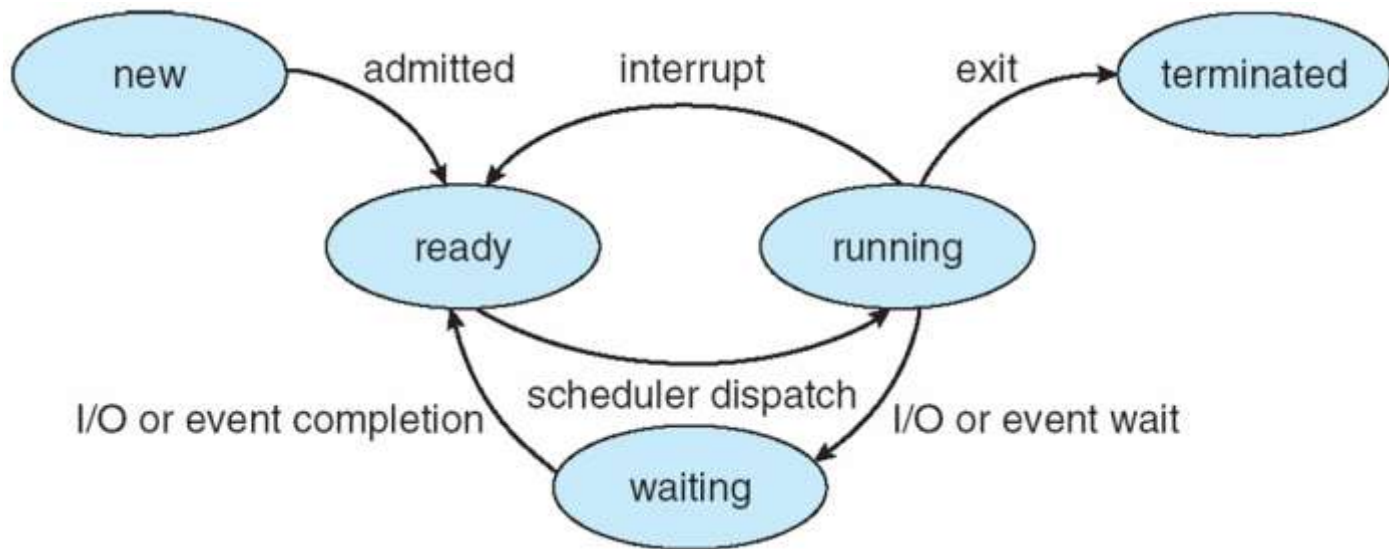 new
admitted
interrupt
exit
terminated
ready
running
scheduler dispatch
I/O or event completion
I/O or event wait
waiting